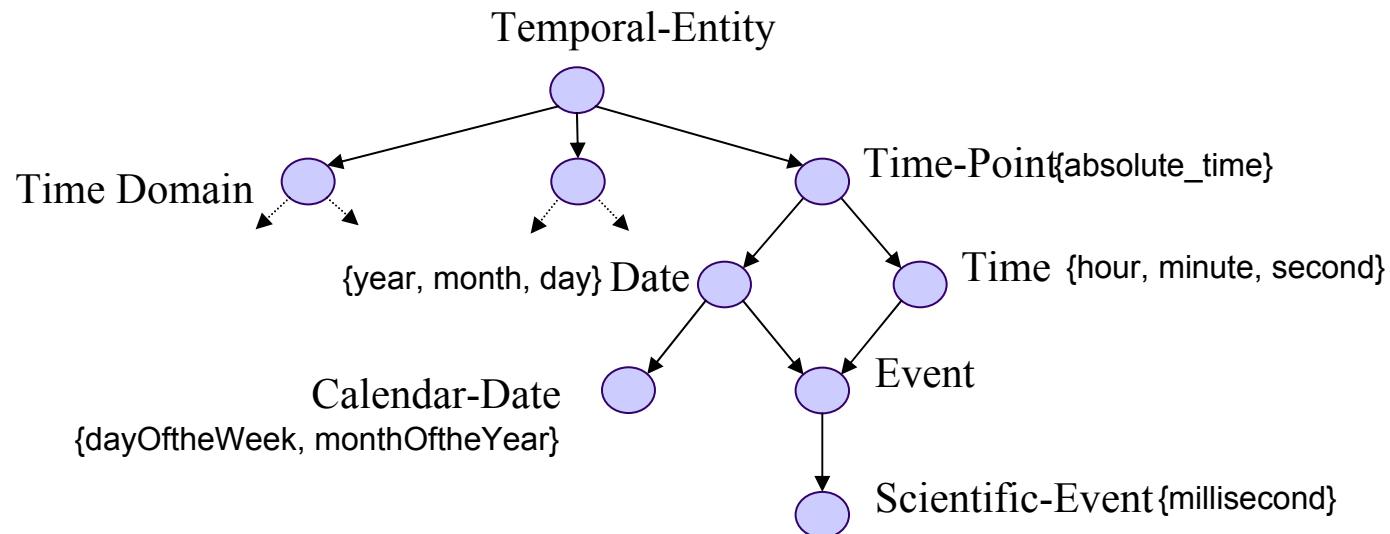 Temporal-Entity
Time Domain
Time-Point{absolute_time}
{year, month, day} Date
Time {hour, minute, second}
Calendar-Date
{dayOftheWeek, monthOftheYear}
Event
Scientific-Event{millisecond}